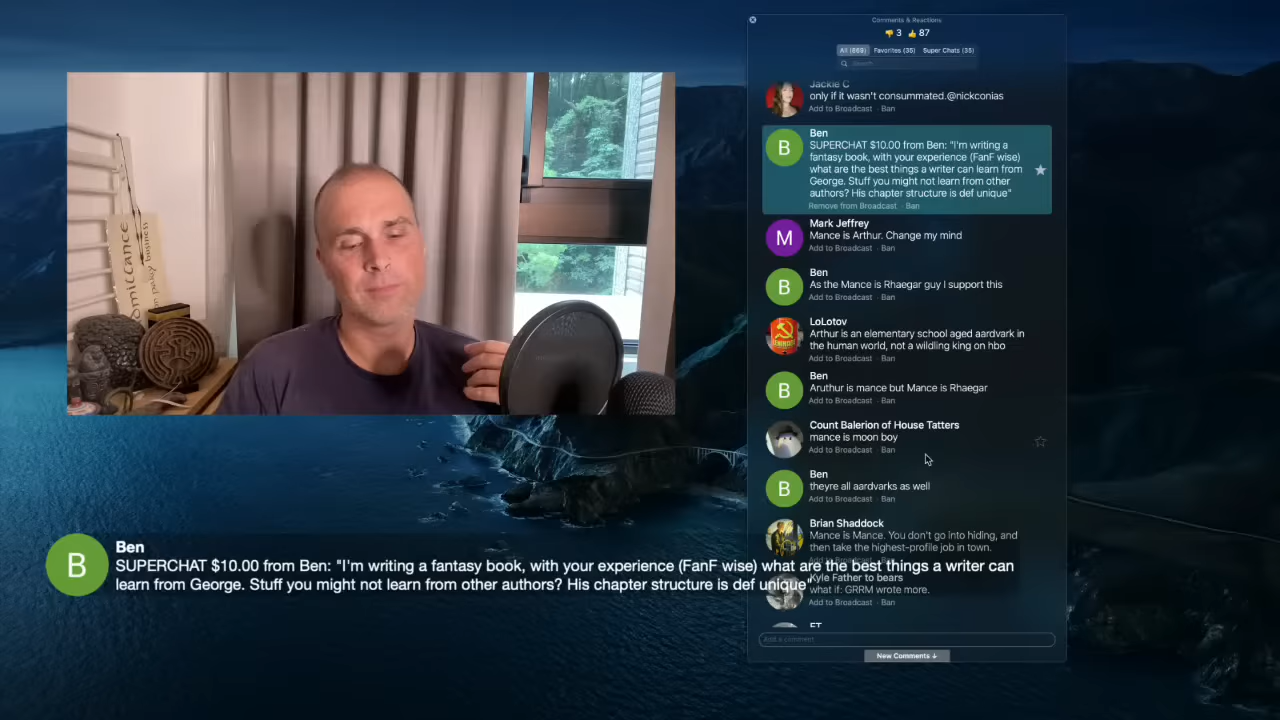 Comments & Reactions
👎 3 👍 87
All (669) Favorites (35) Super Chats (35)
Search
Jackie C
only if it wasn't consummated.@nickconias
Add to Broadcast · Ban
B
Ben
SUPERCHAT $10.00 from Ben: "I'm writing a
fantasy book, with your experience (FanF wise)
what are the best things a writer can learn from
George. Stuff you might not learn from other
authors? His chapter structure is def unique"
Remove from Broadcast · Ban
M
Mark Jeffrey
Mance is Arthur. Change my mind
Add to Broadcast · Ban
B
Ben
As the Mance is Rhaegar guy I support this
Add to Broadcast · Ban
LoLotov
Arthur is an elementary school aged aardvark in
the human world, not a wildling king on hbo
Add to Broadcast · Ban
B
Ben
Aruthur is mance but Mance is Rhaegar
Add to Broadcast · Ban
Count Balerion of House Tatters
mance is moon boy
Add to Broadcast · Ban
B
Ben
theyre all aardvarks as well
Add to Broadcast · Ban
Brian Shaddock
Mance is Mance. You don't go into hiding, and
then take the highest-profile job in town.
Add to Broadcast · Ban
Kyle Father to bears
what if: GRRM wrote more.
Add to Broadcast · Ban
ET
Add a comment
New Comments ↓
B
Ben
SUPERCHAT $10.00 from Ben: "I'm writing a fantasy book, with your experience (FanF wise) what are the best things a writer can
learn from George. Stuff you might not learn from other authors? His chapter structure is def unique"